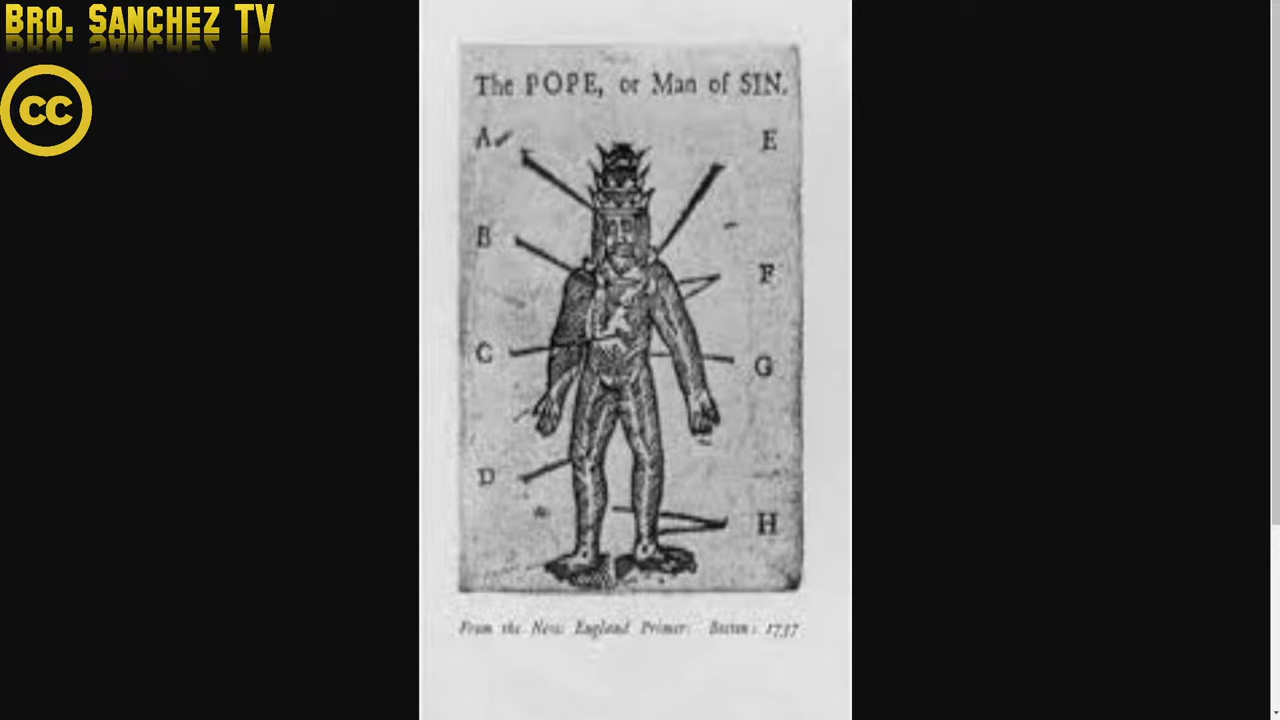 BRO. SANCHEZ TV
CC
The POPE, or Man of SIN.
A
E
B
F
C
G
D
H
From the New England Primer: Boston: 1737